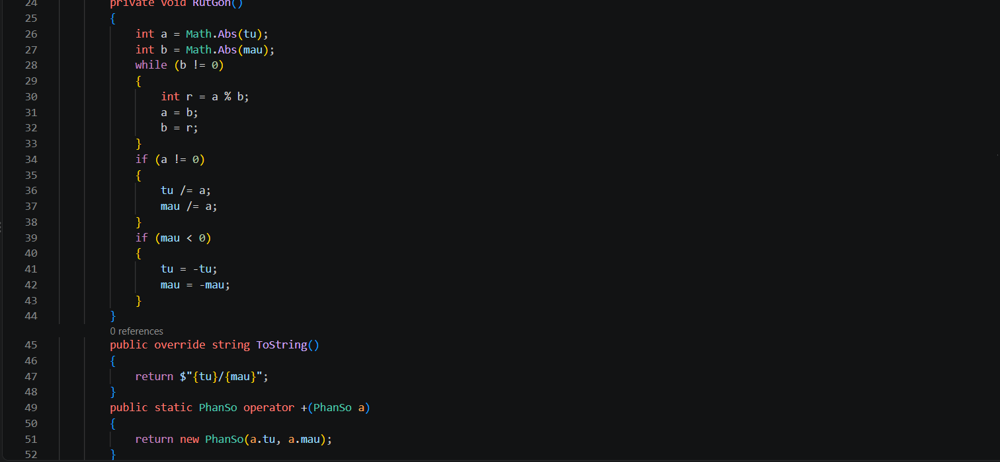 24 private void RutGon()
25 {
26 int a = Math.Abs(tu);
27 int b = Math.Abs(mau);
28 while (b != 0)
29 {
30 int r = a % b;
31 a = b;
32 b = r;
33 }
34 if (a != 0)
35 {
36 tu /= a;
37 mau /= a;
38 }
39 if (mau < 0)
40 {
41 tu = -tu;
42 mau = -mau;
43 }
44 }
0 references
45 public override string ToString()
46 {
47 return $"{tu}/{mau}";
48 }
49 public static PhanSo operator +(PhanSo a)
50 {
51 return new PhanSo(a.tu, a.mau);
52 }